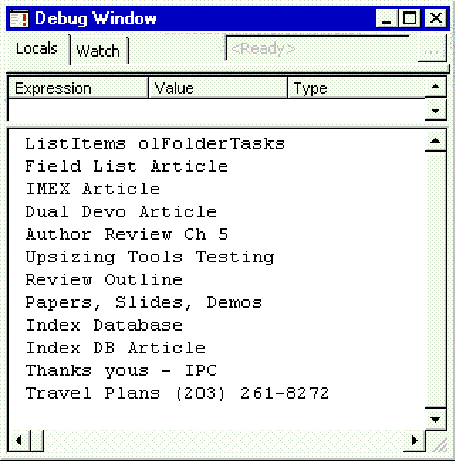 Debug Window
Locals Watch <Ready> ...
Expression Value Type
ListItems olFolderTasks
Field List Article
IMEX Article
Dual Devo Article
Author Review Ch 5
Upsizing Tools Testing
Review Outline
Papers, Slides, Demos
Index Database
Index DB Article
Thanks yous - IPC
Travel Plans (203) 261-8272